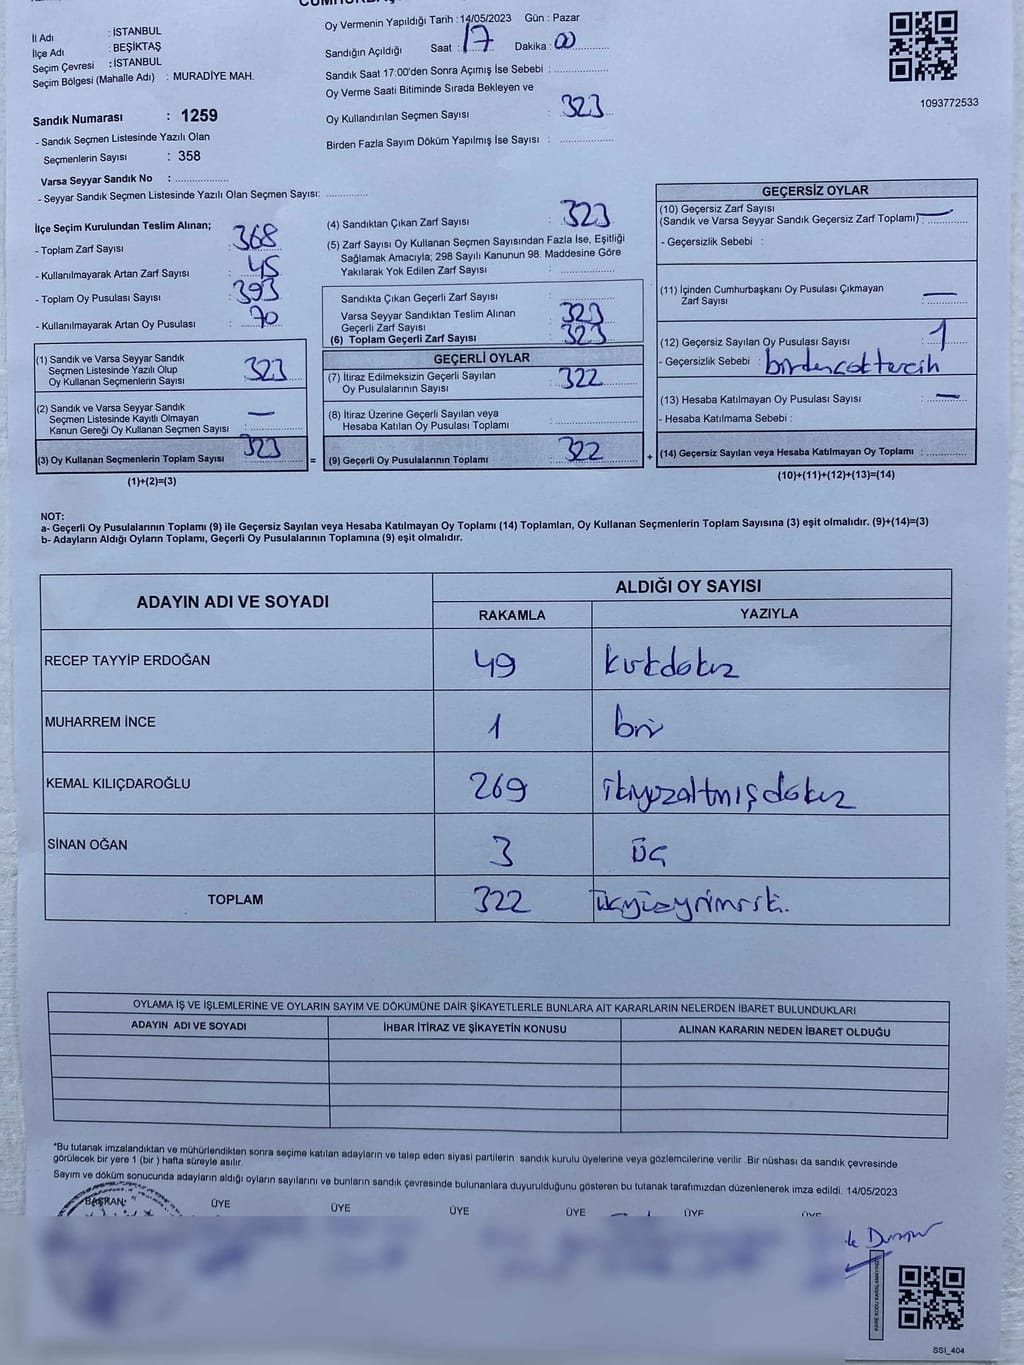 İl Adı : İSTANBUL
İlçe Adı : BEŞİKTAŞ
Seçim Çevresi : İSTANBUL
Seçim Bölgesi (Mahalle Adı) : MURADİYE MAH.
Sandık Numarası : 1259
- Sandık Seçmen Listesinde Yazılı Olan
Seçmenlerin Sayısı : 358
Varsa Seyyar Sandık No :
- Seyyar Sandık Seçmen Listesinde Yazılı Olan Seçmen Sayısı:
Oy Vermenin Yapıldığı Tarih : 14/05/2023 Gün : Pazar
Sandığın Açıldığı Saat : 17 Dakika : 00
Sandık Saat 17:00'den Sonra Açımış İse Sebebi :
Oy Verme Saati Bitiminde Sırada Bekleyen ve
Oy Kullandırılan Seçmen Sayısı : 323
Birden Fazla Sayım Döküm Yapılmış İse Sayısı :
1093772533
İlçe Seçim Kurulundan Teslim Alınan;
- Toplam Zarf Sayısı : 368
- Kullanılmayarak Artan Zarf Sayısı : 45
- Toplam Oy Pusulası Sayısı : 393
- Kullanılmayarak Artan Oy Pusulası : 70
(1) Sandık ve Varsa Seyyar Sandık
Seçmen Listesinde Yazılı Olup
Oy Kullanan Seçmenlerin Sayısı : 323
(2) Sandık ve Varsa Seyyar Sandık
Seçmen Listesinde Kayıtlı Olmayan
Kanun Gereği Oy Kullanan Seçmen Sayısı : —
(3) Oy Kullanan Seçmenlerin Toplam Sayısı : 323
(1)+(2)=(3)
(4) Sandıktan Çıkan Zarf Sayısı : 323
(5) Zarf Sayısı Oy Kullanan Seçmen Sayısından Fazla İse, Eşitliği
Sağlamak Amacıyla; 298 Sayılı Kanunun 98. Maddesine Göre
Yakılarak Yok Edilen Zarf Sayısı :
Sandıkta Çıkan Geçerli Zarf Sayısı :
Varsa Seyyar Sandıktan Teslim Alınan
Geçerli Zarf Sayısı : 323
(6) Toplam Geçerli Zarf Sayısı : 323
GEÇERLİ OYLAR
(7) İtiraz Edilmeksizin Geçerli Sayılan
Oy Pusulasının Sayısı : 322
(8) İtiraz Üzerine Geçerli Sayılan veya
Hesaba Katılan Oy Pusulası Toplamı :
= (9) Geçerli Oy Pusulalarının Toplamı : 322
GEÇERSİZ OYLAR
(10) Geçersiz Zarf Sayısı
(Sandık ve Varsa Seyyar Sandık Geçersiz Zarf Toplamı) : —
- Geçersizlik Sebebi :
(11) İçinden Cumhurbaşkanı Oy Pusulası Çıkmayan
Zarf Sayısı : —
(12) Geçersiz Sayılan Oy Pusulası Sayısı : 1
- Geçersizlik Sebebi : birdençoktercih
(13) Hesaba Katılmayan Oy Pusulası Sayısı : —
- Hesaba Katılmama Sebebi :
+ (14) Geçersiz Sayılan veya Hesaba Katılmayan Oy Toplamı :
(10)+(11)+(12)+(13)=(14)
NOT:
a- Geçerli Oy Pusulalarının Toplamı (9) ile Geçersiz Sayılan veya Hesaba Katılmayan Oy Toplamı (14) Toplamları, Oy Kullanan Seçmenlerin Toplam Sayısına (3) eşit olmalıdır. (9)+(14)=(3)
b- Adayların Aldığı Oyların Toplamı, Geçerli Oy Pusulalarının Toplamına (9) eşit olmalıdır.
ADAYIN ADI VE SOYADI ALDIĞI OY SAYISI
RAKAMLA YAZIYLA
RECEP TAYYİP ERDOĞAN 49 kırkdokuz
MUHARREM İNCE 1 bir
KEMAL KILIÇDAROĞLU 269 ikiyüzaltmışdokuz
SİNAN OĞAN 3 üç
TOPLAM 322
OYLAMA İŞ VE İŞLEMLERİNE VE OYLARIN SAYIM VE DÖKÜMÜNE DAİR ŞİKAYETLERLE BUNLARA AİT KARARLARIN NELERDEN İBARET BULUNDUKLARI
ADAYIN ADI VE SOYADI İHBAR İTİRAZ VE ŞİKAYETİN KONUSU ALINAN KARARIN NEDEN İBARET OLDUĞU
*Bu tutanak imzalandıktan ve mühürlendikten sonra seçime katılan adayların ve talep eden siyasi partilerin sandık kurulu üyelerine veya gözlemcilerine verilir .Bir nüshası da sandık çevresinde
görülecek bir yere 1 (bir) hafta süreyle asılır.
Sayım ve döküm sonucunda adayların aldığı oyların sayılarını ve bunların sandık çevresinde bulunanlara duyurulduğunu gösteren bu tutanak tarafımızdan düzenlenerek imza edildi. 14/05/2023
BAŞKAN ÜYE ÜYE ÜYE ÜYE ÜYE ÜYE
SSİ_404